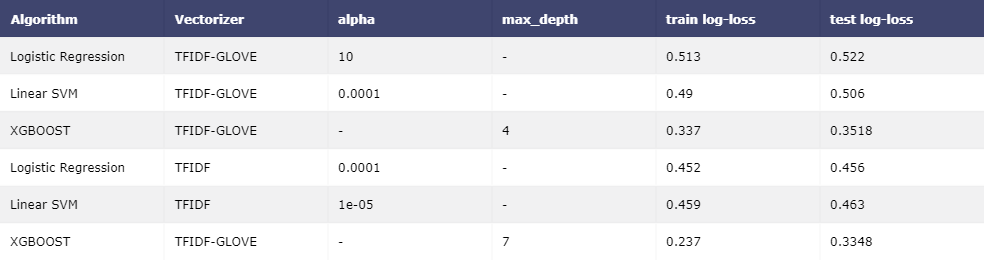 Algorithm Vectorizer alpha max_depth train log-loss test log-loss
Logistic Regression TFIDF-GLOVE 10 - 0.513 0.522
Linear SVM TFIDF-GLOVE 0.0001 - 0.49 0.506
XGBOOST TFIDF-GLOVE - 4 0.337 0.3518
Logistic Regression TFIDF 0.0001 - 0.452 0.456
Linear SVM TFIDF 1e-05 - 0.459 0.463
XGBOOST TFIDF-GLOVE - 7 0.237 0.3348